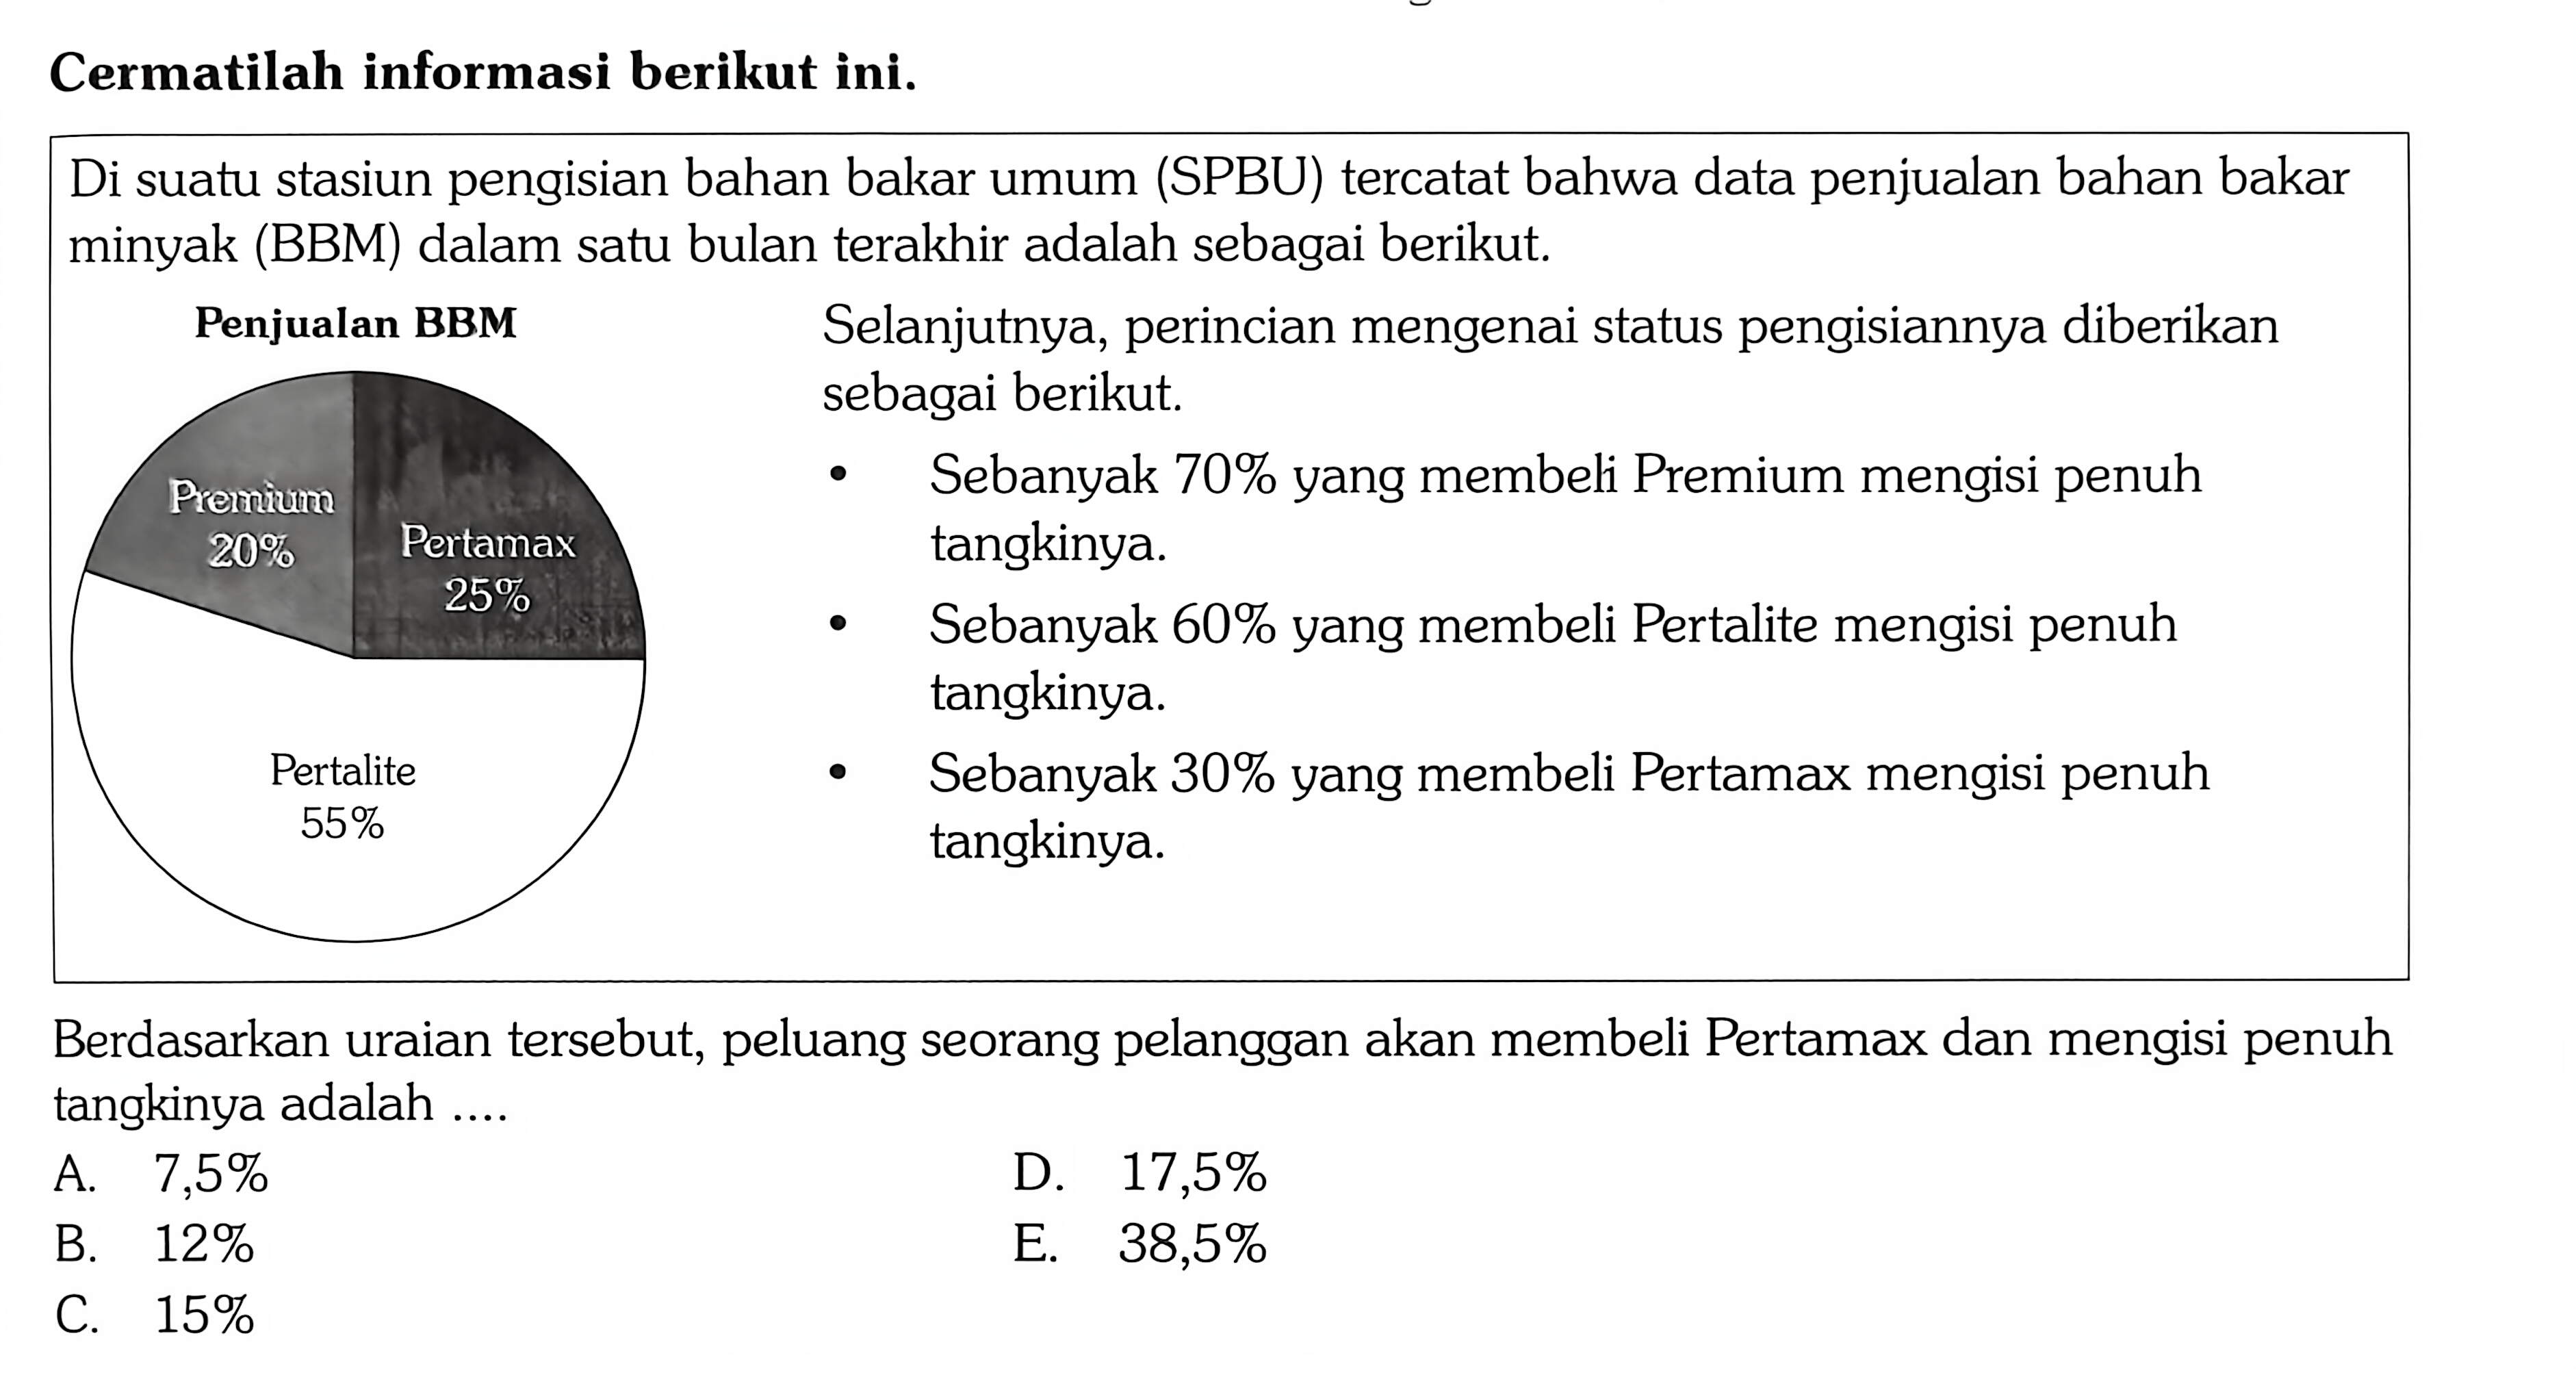 Cermatilah informasi berikut ini.
Di suatu stasiun pengisian bahan bakar umum (SPBU) tercatat bahwa data penjualan bahan bakar
minyak (BBM) dalam satu bulan terakhir adalah sebagai berikut.
Penjualan BBM
Premium
20%
Pertamax
25%
Pertalite
55%
Selanjutnya, perincian mengenai status pengisiannya diberikan
sebagai berikut.
• Sebanyak 70% yang membeli Premium mengisi penuh
tangkinya.
• Sebanyak 60% yang membeli Pertalite mengisi penuh
tangkinya.
• Sebanyak 30% yang membeli Pertamax mengisi penuh
tangkinya.
Berdasarkan uraian tersebut, peluang seorang pelanggan akan membeli Pertamax dan mengisi penuh
tangkinya adalah ....
A. 7,5%
B. 12%
C. 15%
D. 17,5%
E. 38,5%